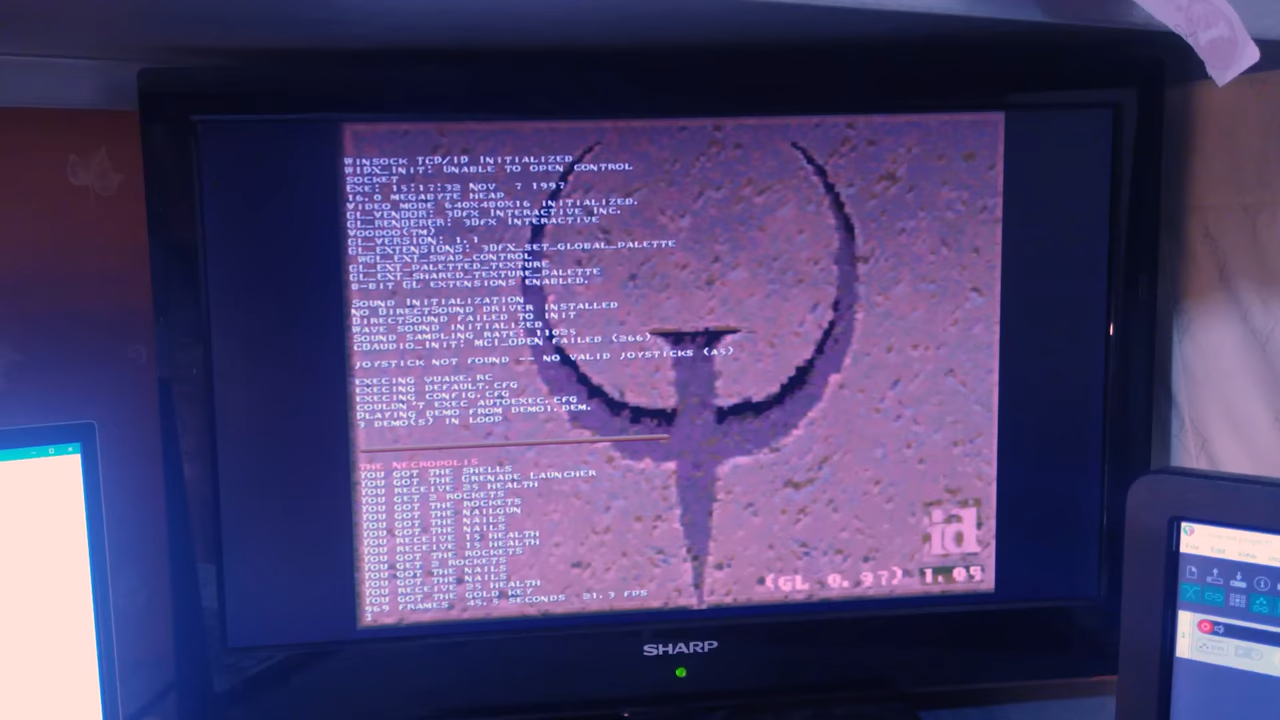 WINSOCK TCP/IP INITIALIZED
WIPX_INIT: UNABLE TO OPEN CONTROL
SOCKET
EXE: 15:17:32 NOV 7 1997
16.0 MEGABYTE HEAP
VIDEO MODE 640X480X16 INITIALIZED.
GL_VENDOR: 3DFX INTERACTIVE INC.
GL_RENDERER: 3DFX INTERACTIVE
VOODOO(TM)
GL_VERSION: 1.1
GL_EXTENSIONS: 3DFX_SET_GLOBAL_PALETTE
WGL_EXT_SWAP_CONTROL
GL_EXT_PALETTED_TEXTURE
GL_EXT_SHARED_TEXTURE_PALETTE
8-BIT GL EXTENSIONS ENABLED.
SOUND INITIALIZATION
NO DIRECTSOUND DRIVER INSTALLED
DIRECTSOUND FAILED TO INIT
WAVE SOUND INITIALIZED
SOUND SAMPLING RATE: 11025
CDAUDIO_INIT: MCI_OPEN FAILED (266)
JOYSTICK NOT FOUND -- NO VALID JOYSTICKS (A5)
EXECING QUAKE.RC
EXECING DEFAULT.CFG
EXECING CONFIG.CFG
COULDN'T EXEC AUTOEXEC.CFG
PLAYING DEMO FROM DEMO1.DEM.
3 DEMO(S) IN LOOP
THE NECROPOLIS
YOU GOT THE SHELLS
YOU GOT THE GRENADE LAUNCHER
YOU RECEIVE 25 HEALTH
YOU GET 2 ROCKETS
YOU GOT THE ROCKETS
YOU GOT THE NAILGUN
YOU GOT THE NAILS
YOU GOT THE NAILS
YOU RECEIVE 15 HEALTH
YOU RECEIVE 15 HEALTH
YOU GOT THE ROCKETS
YOU GET 2 ROCKETS
YOU GOT THE NAILS
YOU GOT THE NAILS
YOU RECEIVE 25 HEALTH
YOU GOT THE GOLD KEY
969 FRAMES 45.5 SECONDS 21.3 FPS
]
id
(GL 0.97) 1.09
SHARP
File Edit View
1